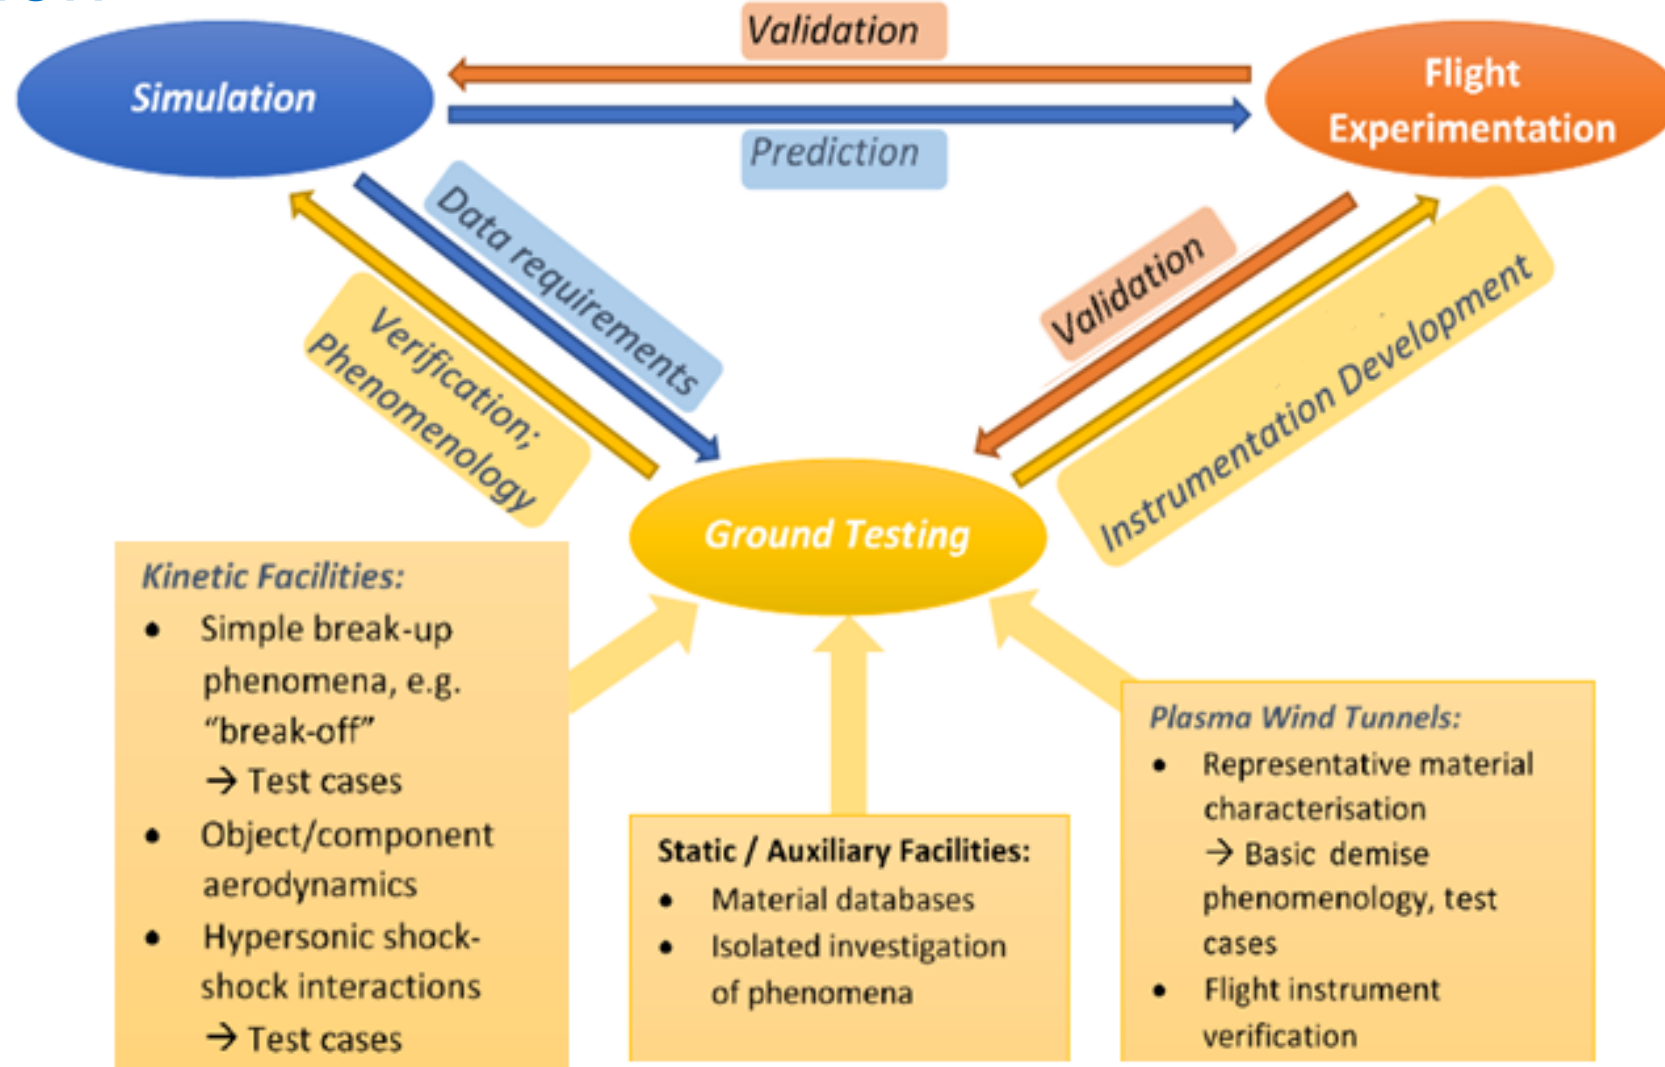 Validation
Simulation
Flight
Experimentation
Prediction
Data requirements
Verification;
Phenomenology
Validation
Instrumentation Development
Ground Testing
Kinetic Facilities:
• Simple break-up
phenomena, e.g.
“break-off”
→ Test cases
• Object/component
aerodynamics
• Hypersonic shock-
shock interactions
→ Test cases
Static / Auxiliary Facilities:
• Material databases
• Isolated investigation
of phenomena
Plasma Wind Tunnels:
• Representative material
characterisation
→ Basic demise
phenomenology, test
cases
• Flight instrument
verification